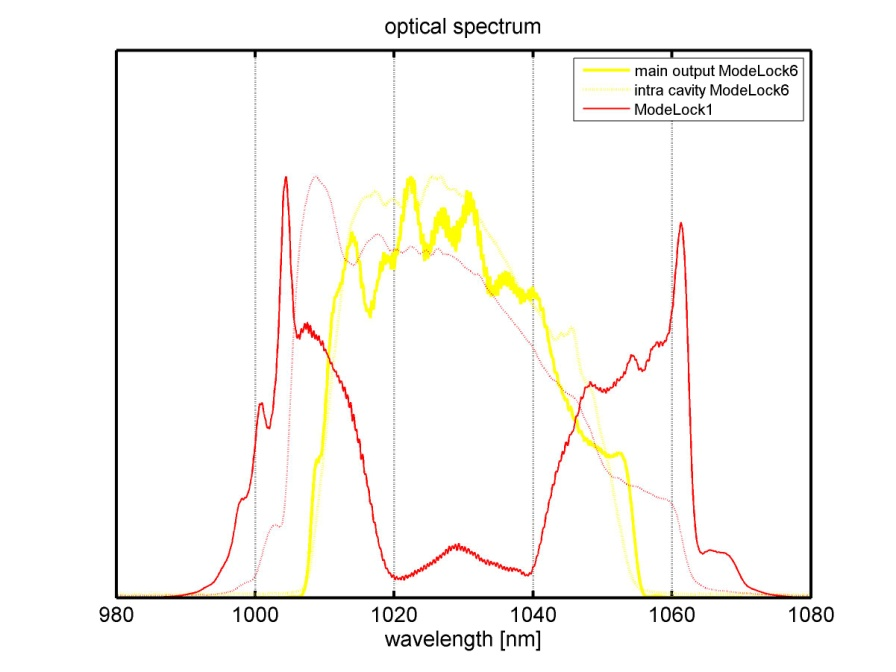 optical spectrum
main output ModeLock6
intra cavity ModeLock6
ModeLock1
980 1000 1020 1040 1060 1080
wavelength [nm]